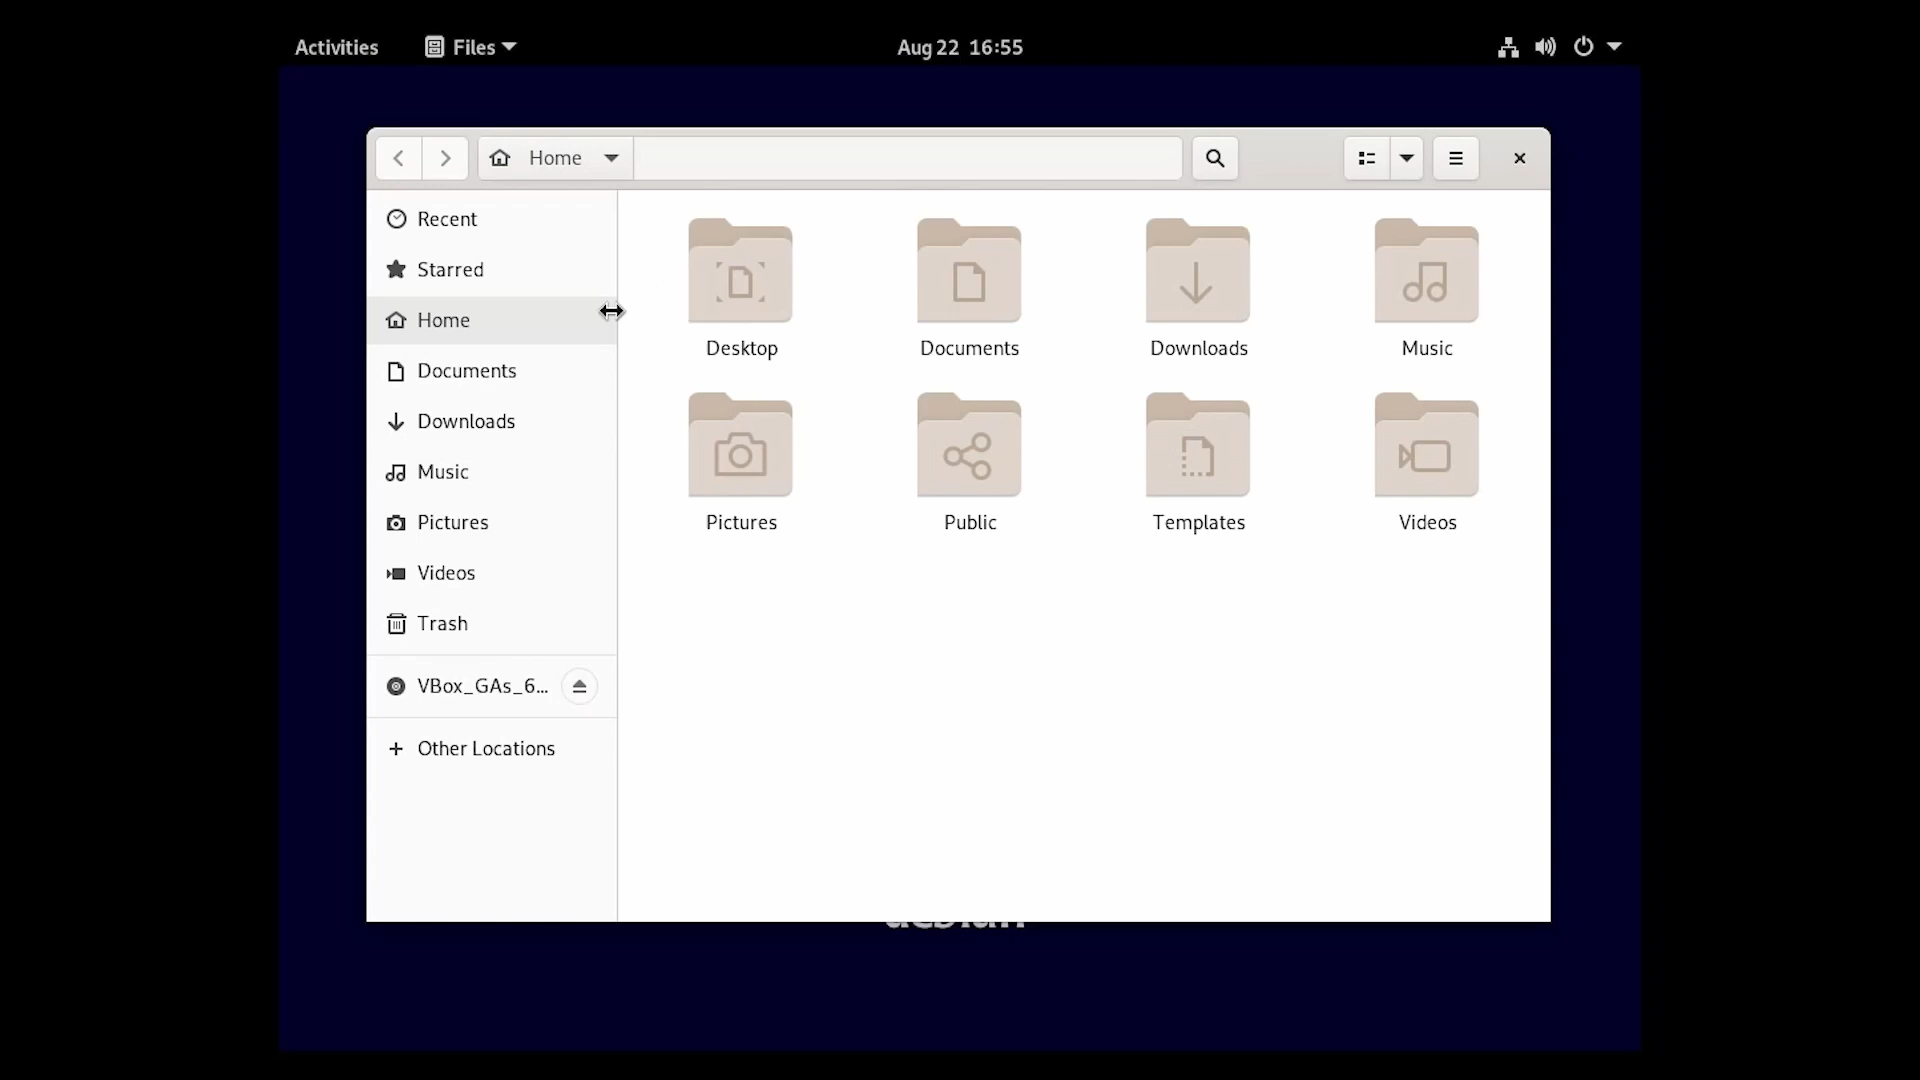 Activities Files Aug 22 16:55
Home
Recent
Starred
Home
Documents
Downloads
Music
Pictures
Videos
Trash
VBox_GAs_6...
Other Locations
Desktop Documents Downloads Music
Pictures Public Templates Videos
debian